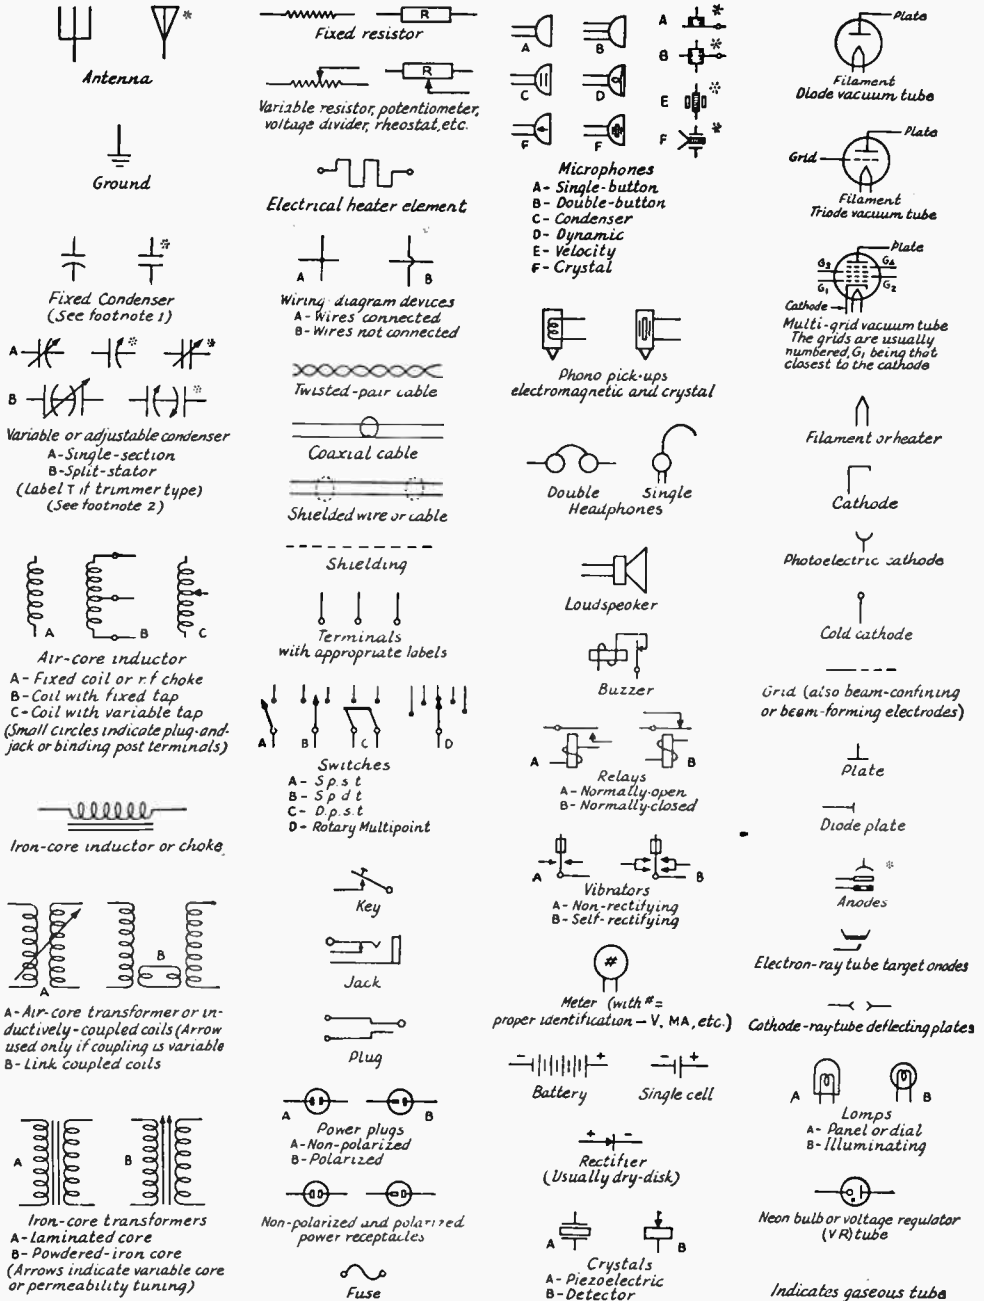 Antenna
Ground
Fixed Condenser
(See footnote 1)
A
B
Variable or adjustable condenser
A-Single-section
B-Split-stator
(Label T if trimmer type)
(See footnote 2)
A
B
C
Air-core inductor
A-Fixed coil or r.f choke
B-Coil with fixed tap
C-Coil with variable tap
(Small circles indicate plug-and-
jack or binding post terminals)
Iron-core inductor or choke
A
B
A-Air-core transformer or in-
ductively-coupled coils (Arrow
used only if coupling is variable
B-Link coupled coils
A
B
Iron-core transformers
A-laminated core
B-Powdered-iron core
(Arrows indicate variable core
or permeability tuning)
R
Fixed resistor
R
Variable resistor, potentiometer,
voltage divider, rheostat, etc.
Electrical heater element
A
B
Wiring diagram devices
A-Wires connected
B-Wires not connected
Twisted-pair cable
Coaxial cable
Shielded wire or cable
Shielding
Terminals
with appropriate labels
A
B
C
D
Switches
A- S p.s t
B- S p d t
C- D.p.s.t
D-Rotary Multipoint
Key
Jack
Plug
A
B
Power plugs
A-Non-polarized
B-Polarized
Non-polarized and polarized
power receptacles
Fuse
A
B
A *
B *
C
D
E *
F
F
F *
Microphones
A-Single-button
B-Double-button
C-Condenser
D-Dynamic
E-Velocity
F-Crystal
Phono pick-ups
electromagnetic and crystal
Double Single
Headphones
Loudspeaker
Buzzer
A
B
Relays
A-Normally-open
B-Normally-closed
A
B
Vibrators
A-Non-rectifying
B-Self-rectifying
#
Meter (with # =
proper identification - V, MA, etc.)
- +
Battery
- +
Single cell
+ -
Rectifier
(Usually dry-disk)
A
B
Crystals
A-Piezoelectric
B-Detector
Plate
Filament
Diode vacuum tube
Plate
Grid
Filament
Triode vacuum tube
Plate
G3
G4
G1
G2
Cathode
Multi-grid vacuum tube
The grids are usually
numbered, G1 being that
closest to the cathode
Filament or heater
Cathode
Photoelectric cathode
Cold cathode
Grid (also beam-confining
or beam-forming electrodes)
Plate
Diode plate
*
Anodes
Electron-ray tube target anodes
Cathode-ray tube deflecting plates
A
B
Lamps
A-Panel or dial
B-Illuminating
Neon bulb or voltage regulator
(VR) tube
Indicates gaseous tube